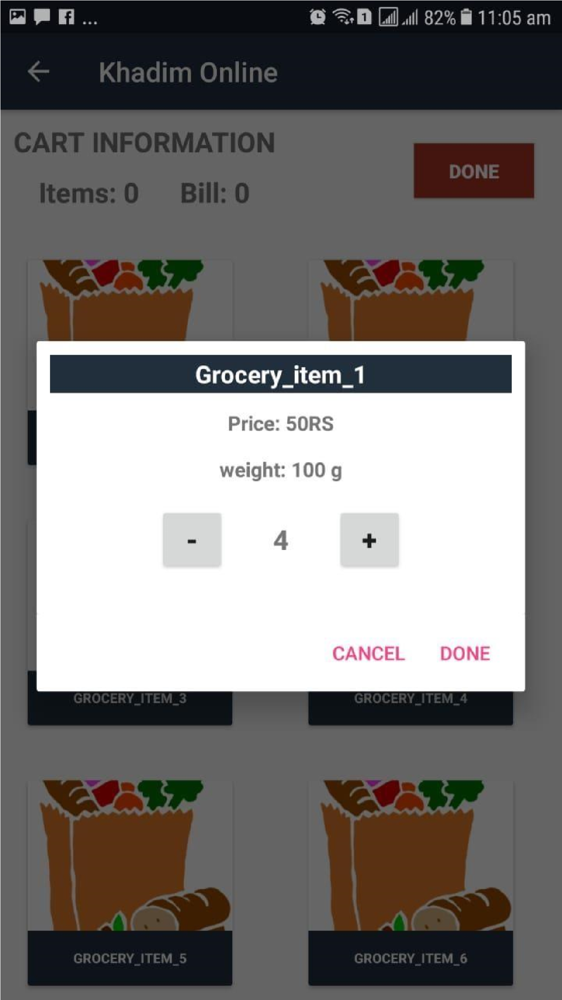 ... 1 82% 11:05 am
Khadim Online
CART INFORMATION
DONE
Items: 0 Bill: 0
Grocery_item_1
Price: 50RS
weight: 100 g
- 4 +
CANCEL DONE
GROCERY_ITEM_3 GROCERY_ITEM_4
GROCERY_ITEM_5 GROCERY_ITEM_6